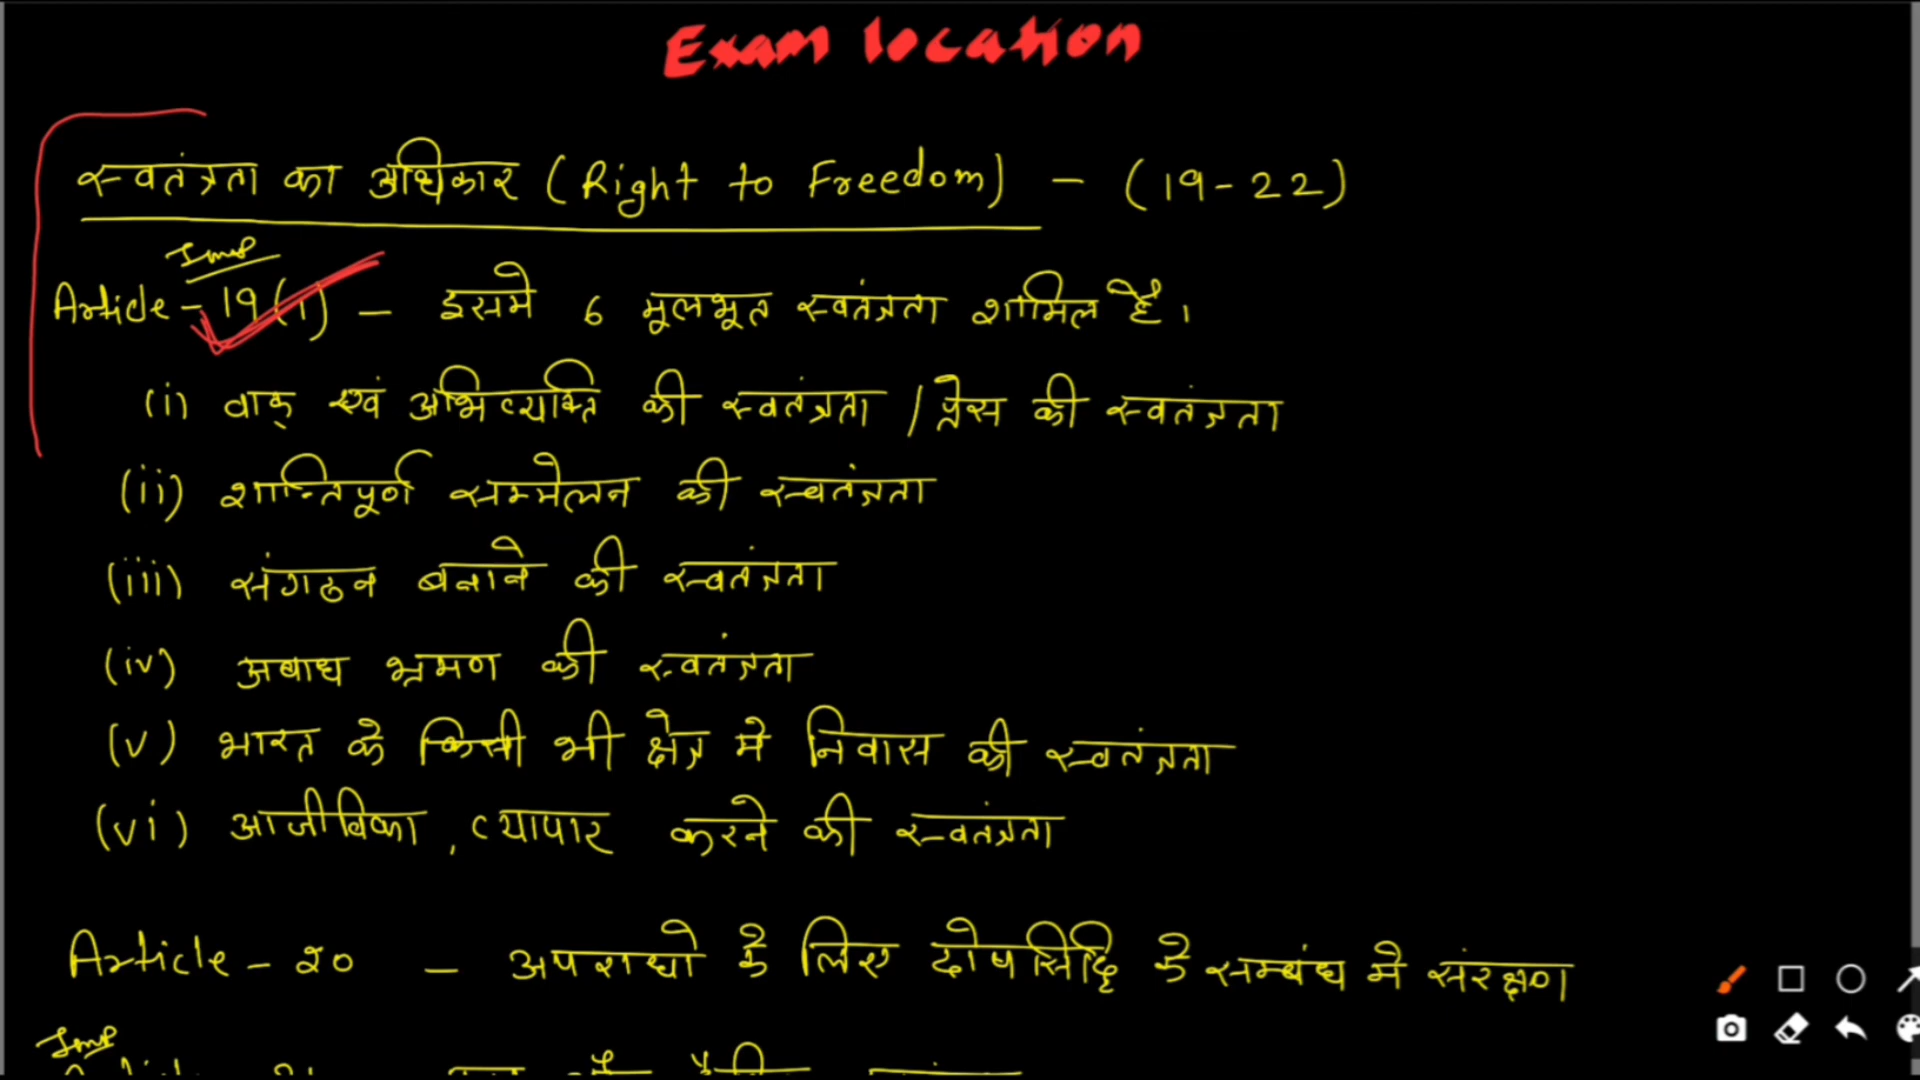 Exam location
स्वतंत्रता का अधिकार (Right to Freedom) - (19-22)
Imp
Article - 19(1) - इसमे 6 मूलभूत स्वतंत्रता शामिल है।
(i) वाक् एवं अभिव्यक्ति की स्वतंत्रता / प्रेस की स्वतंत्रता
(ii) शान्तिपूर्ण सम्मेलन की स्वतंत्रता
(iii) संगठन बनाने की स्वतंत्रता
(iv) अबाध भ्रमण की स्वतंत्रता
(v) भारत के किसी भी क्षेत्र मे निवास की स्वतंत्रता
(vi) आजीविका, व्यापार करने की स्वतंत्रता
Article - २० - अपराधो के लिए दोषसिद्दि के सम्बंध मे संरक्षण
Imp